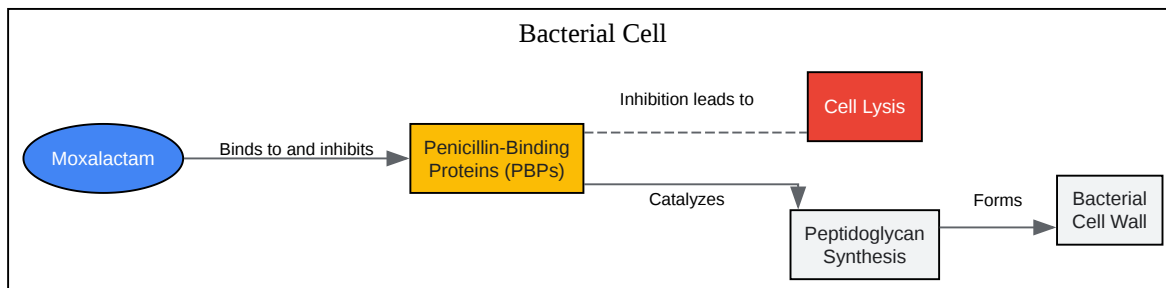 Bacterial Cell
Inhibition leads to
Cell Lysis
Moxalactam
Binds to and inhibits
Penicillin-Binding
Proteins (PBPs)
Catalyzes
Peptidoglycan
Synthesis
Forms
Bacterial
Cell Wall